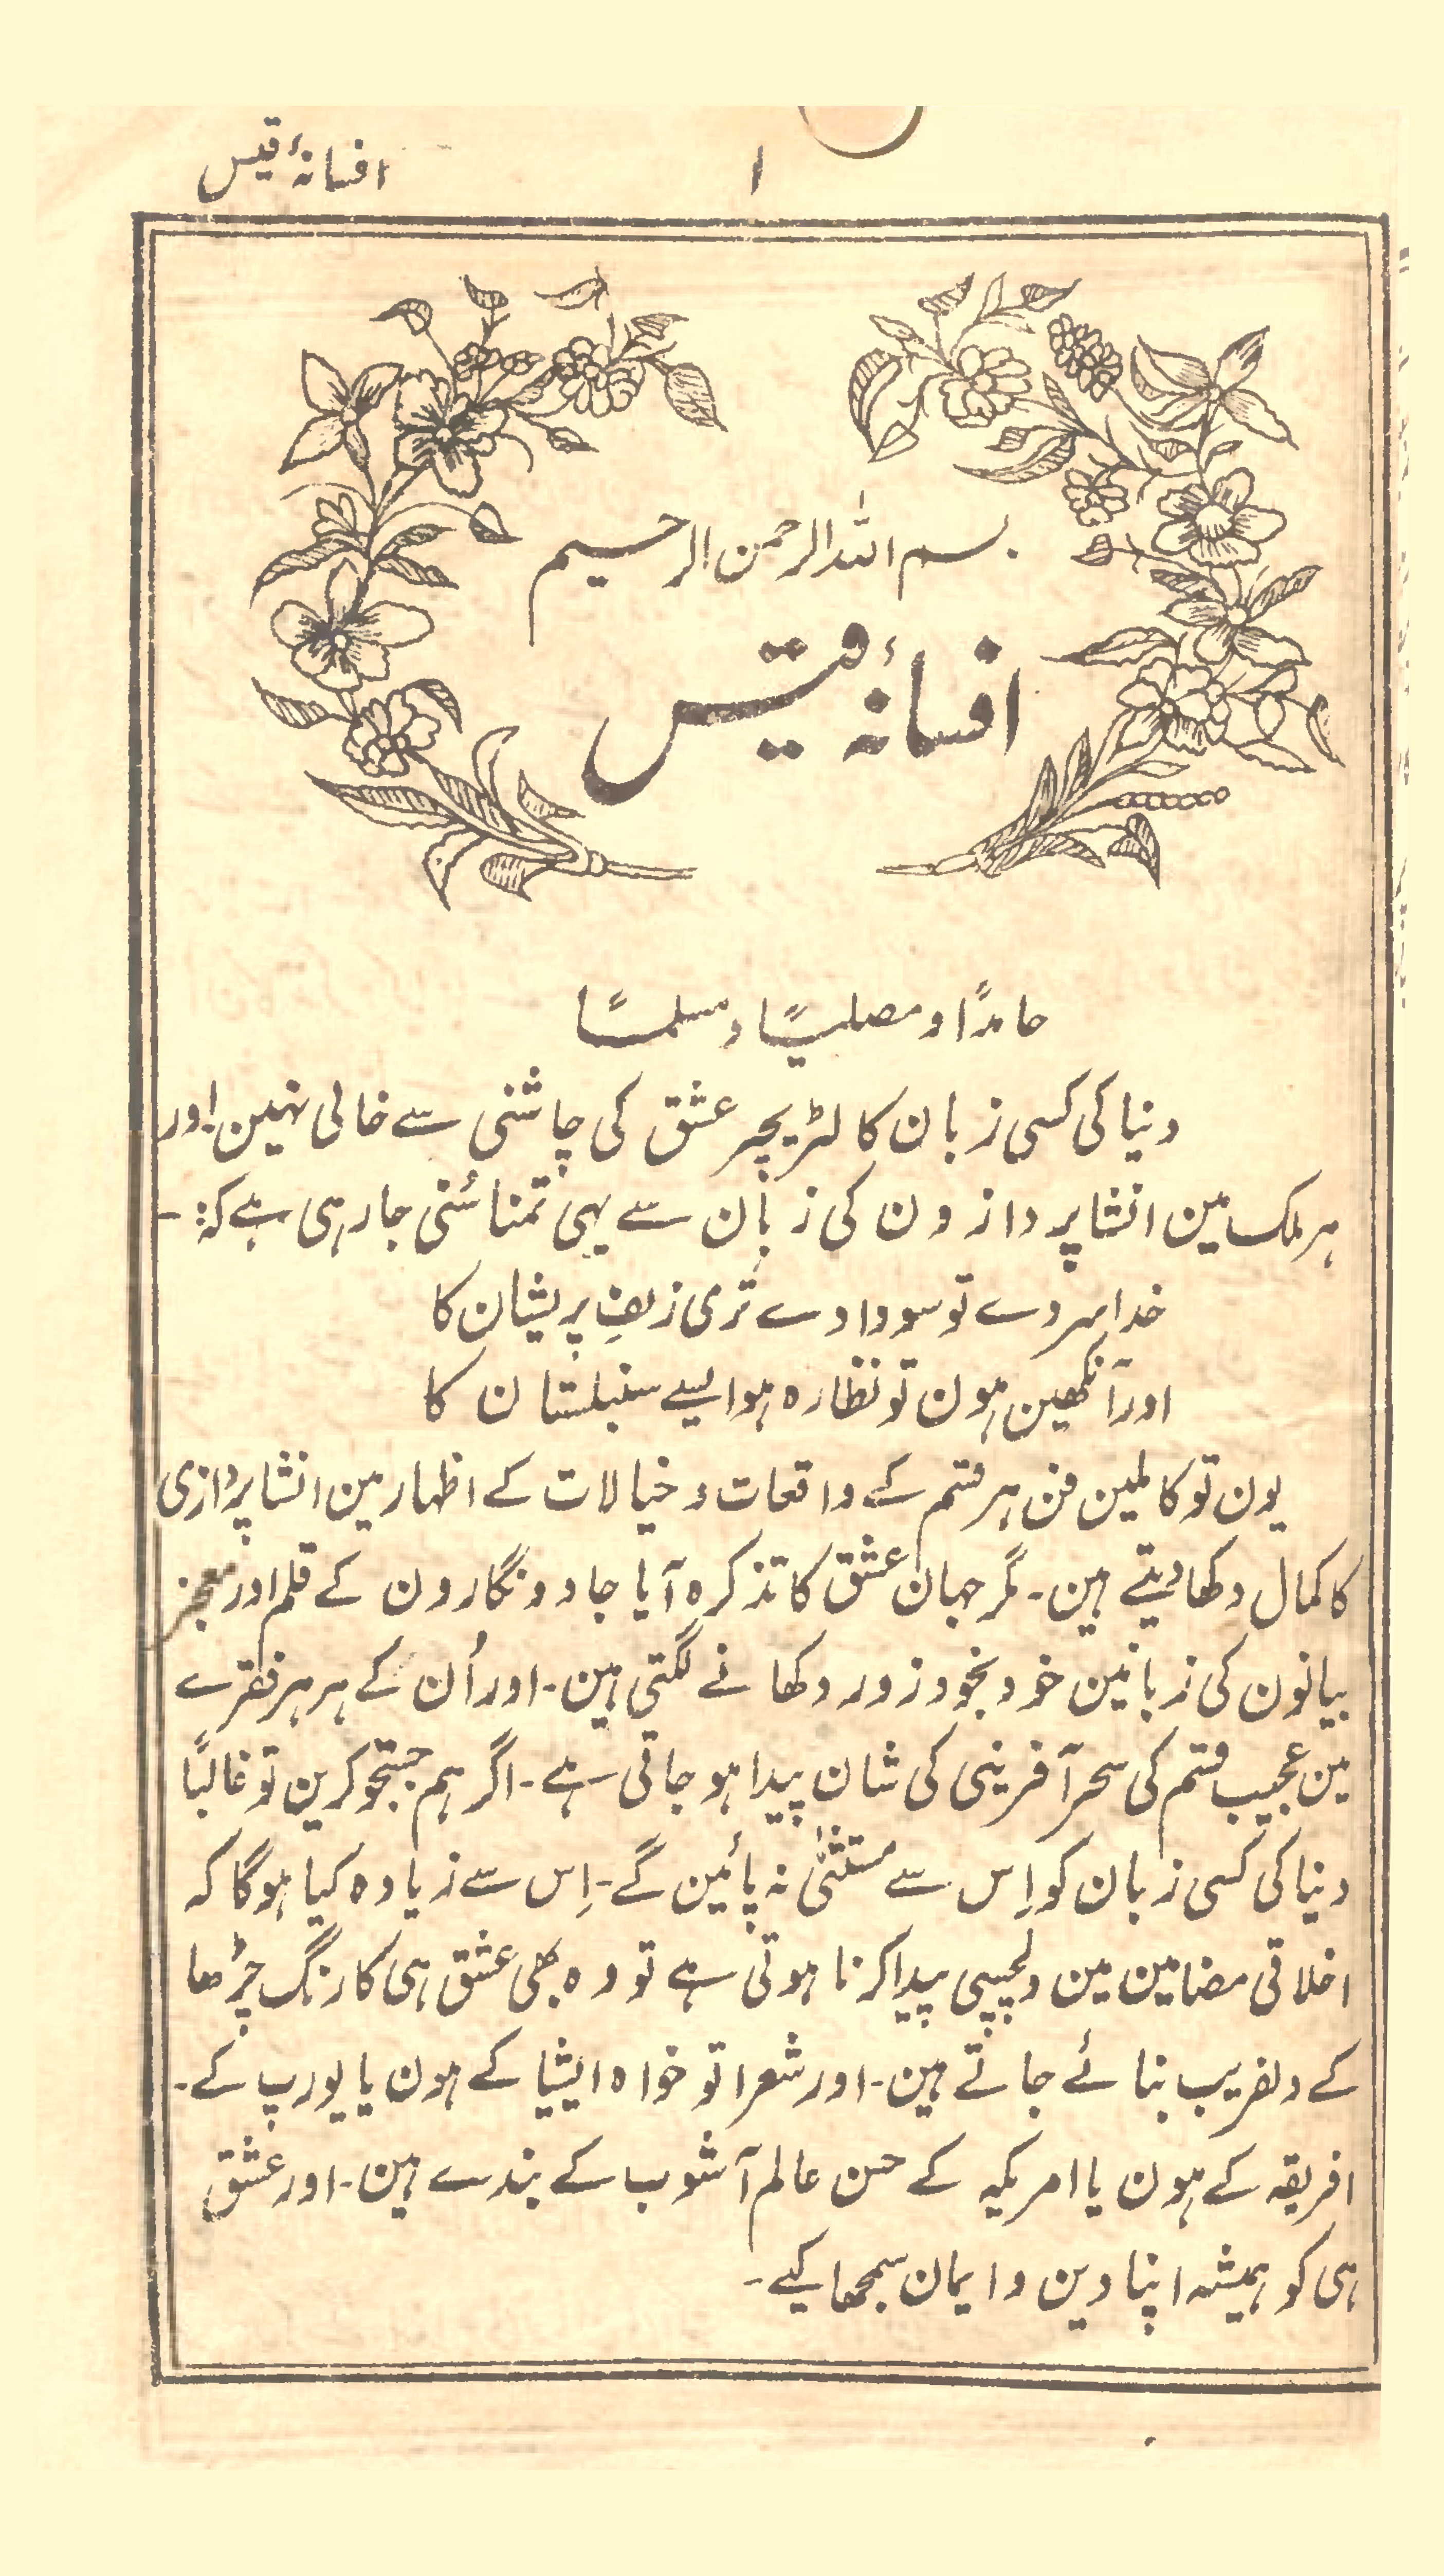 افسانۂ قیس
۱
بسم اللہ الرحمن الرحیم
افسانۂ قیس
حامدًا و مصلیًا و مسلمًا
دنیا کی کسی زبان کا لٹریچر عشق کی چاشنی سے خالی نہین۔ اور
ہر ملک مین انشا پردازون کی زبان سے یہی تمنا سُنی جارہی ہے کہ:۔
خدا سر دے تو سودا دے تری زلفِ پریشان کا
اور آنکھین ہون تو نظارہ ہو ایسے سنبلستان کا
یون تو کاملین فن ہر قسم کے واقعات و خیالات کے اظہار مین انشا پردازی
کا کمال دکھا دیتے ہین۔ مگر جہان عشق کا تذکرہ آیا جادو نگارون کے قلم اور معجز
بیانون کی زبانین خود بخود زور دکھانے لگتی ہین۔ اور اُن کے ہر ہر فقرے
مین عجیب قسم کی سحر آفرینی کی شان پیدا ہو جاتی ہے۔ اگر ہم جستجو کرین تو غالبًا
دنیا کی کسی زبان کو اِس سے مستثنیٰ نہ پائین گے۔ اِس سے زیادہ کیا ہوگا کہ
اخلاقی مضامین مین دلچسپی پیدا کرنا ہوتی ہے تو وہ بھی عشق ہی کا رنگ چڑھا
کے دلفریب بنائے جاتے ہین۔ اور شعرا تو خواہ ایشیا کے ہون یا یورپ کے۔
افریقہ کے ہون یا امریکہ کے حسن عالم آشوب کے بندے ہین۔ اور عشق
ہی کو ہمیشہ اپنا دین و ایمان سمجھا کیے۔